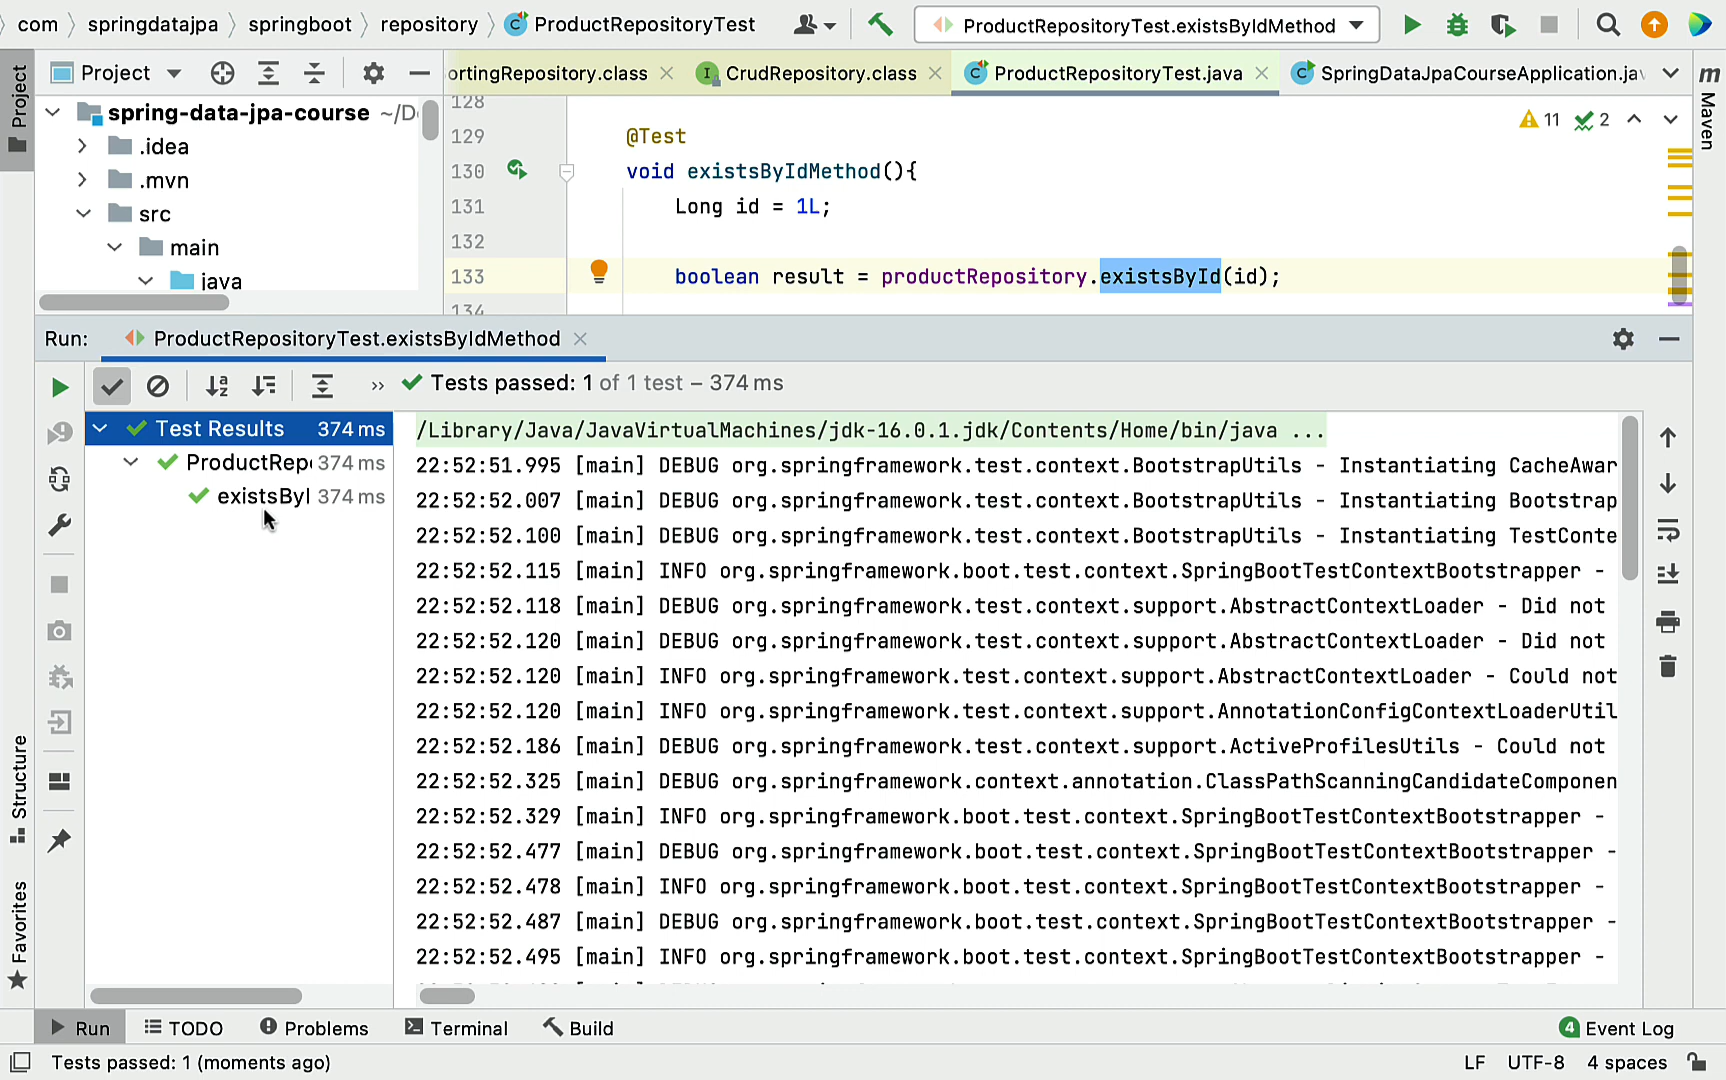 com springdatajpa springboot repository ProductRepositoryTest ProductRepositoryTest.existsByIdMethod
Project
Project ortingRepository.class CrudRepository.class ProductRepositoryTest.java SpringDataJpaCourseApplication.jav
Maven
spring-data-jpa-course ~/D
.idea
.mvn
src
main
java
128
129 @Test
130 void existsByIdMethod(){
131 Long id = 1L;
132
133 boolean result = productRepository.existsById(id);
134
11 2
Run: ProductRepositoryTest.existsByIdMethod
Tests passed: 1 of 1 test – 374 ms
Test Results 374 ms
ProductRep 374 ms
existsByI 374 ms
/Library/Java/JavaVirtualMachines/jdk-16.0.1.jdk/Contents/Home/bin/java ...
22:52:51.995 [main] DEBUG org.springframework.test.context.BootstrapUtils - Instantiating CacheAwar
22:52:52.007 [main] DEBUG org.springframework.test.context.BootstrapUtils - Instantiating Bootstrap
22:52:52.100 [main] DEBUG org.springframework.test.context.BootstrapUtils - Instantiating TestConte
22:52:52.115 [main] INFO org.springframework.boot.test.context.SpringBootTestContextBootstrapper -
22:52:52.118 [main] DEBUG org.springframework.test.context.support.AbstractContextLoader - Did not
22:52:52.120 [main] DEBUG org.springframework.test.context.support.AbstractContextLoader - Did not
22:52:52.120 [main] INFO org.springframework.test.context.support.AbstractContextLoader - Could not
22:52:52.120 [main] INFO org.springframework.test.context.support.AnnotationConfigContextLoaderUtil
22:52:52.186 [main] DEBUG org.springframework.test.context.support.ActiveProfilesUtils - Could not
22:52:52.325 [main] DEBUG org.springframework.context.annotation.ClassPathScanningCandidateComponen
22:52:52.329 [main] INFO org.springframework.boot.test.context.SpringBootTestContextBootstrapper -
22:52:52.477 [main] DEBUG org.springframework.boot.test.context.SpringBootTestContextBootstrapper -
22:52:52.478 [main] INFO org.springframework.boot.test.context.SpringBootTestContextBootstrapper -
22:52:52.487 [main] DEBUG org.springframework.boot.test.context.SpringBootTestContextBootstrapper -
22:52:52.495 [main] INFO org.springframework.boot.test.context.SpringBootTestContextBootstrapper -
Structure
Favorites
Run TODO Problems Terminal Build 4 Event Log
Tests passed: 1 (moments ago) LF UTF-8 4 spaces